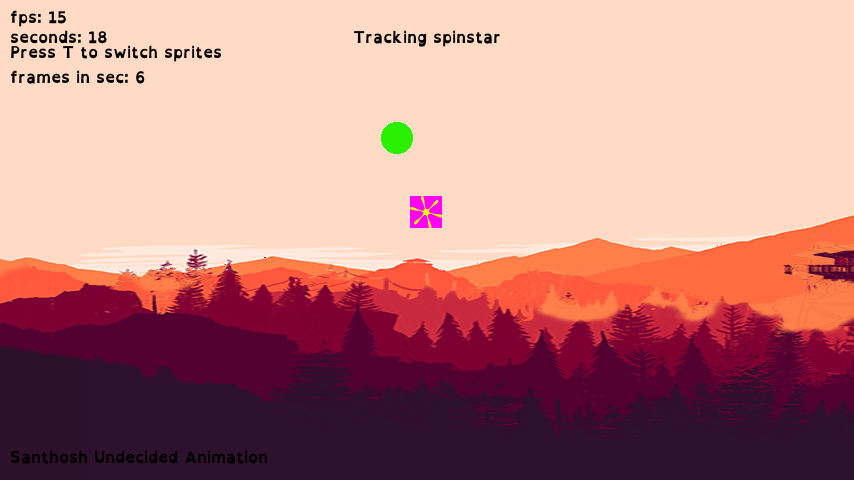 fps: 15
seconds: 18
Press T to switch sprites
frames in sec: 6
Tracking spinstar
Santhosh Undecided Animation